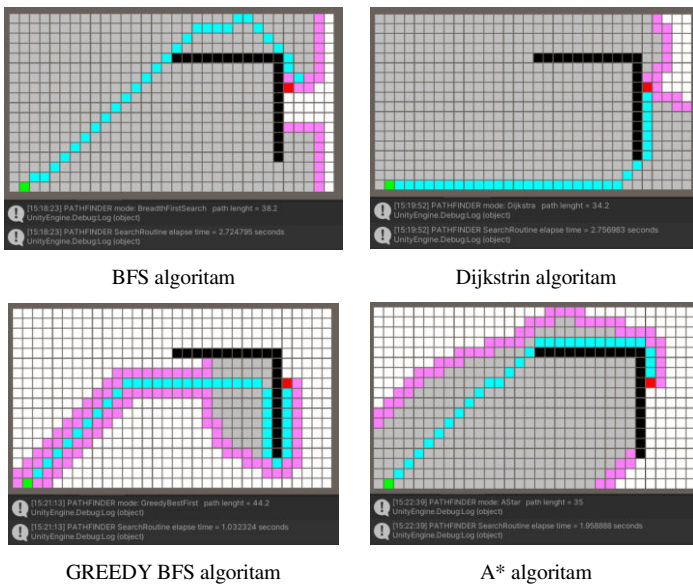 [15:18:23] PATHFINDER mode: BreadthFirstSearch path lenght = 38.2
UnityEngine.Debug:Log (object)
[15:18:23] PATHFINDER SearchRoutine elapse time = 2.724795 seconds
UnityEngine.Debug:Log (object)
BFS algoritam
[15:19:52] PATHFINDER mode: Dijkstra path lenght = 34.2
UnityEngine.Debug:Log (object)
[15:19:52] PATHFINDER SearchRoutine elapse time = 2.756983 seconds
UnityEngine.Debug:Log (object)
Dijkstrin algoritam
[15:21:13] PATHFINDER mode: GreedyBestFirst path lenght = 44.2
UnityEngine.Debug:Log (object)
[15:21:13] PATHFINDER SearchRoutine elapse time = 1.032324 seconds
UnityEngine.Debug:Log (object)
GREEDY BFS algoritam
[15:22:39] PATHFINDER mode: AStar path lenght = 35
UnityEngine.Debug:Log (object)
[15:22:39] PATHFINDER SearchRoutine elapse time = 1.958888 seconds
UnityEngine.Debug:Log (object)
A* algoritam